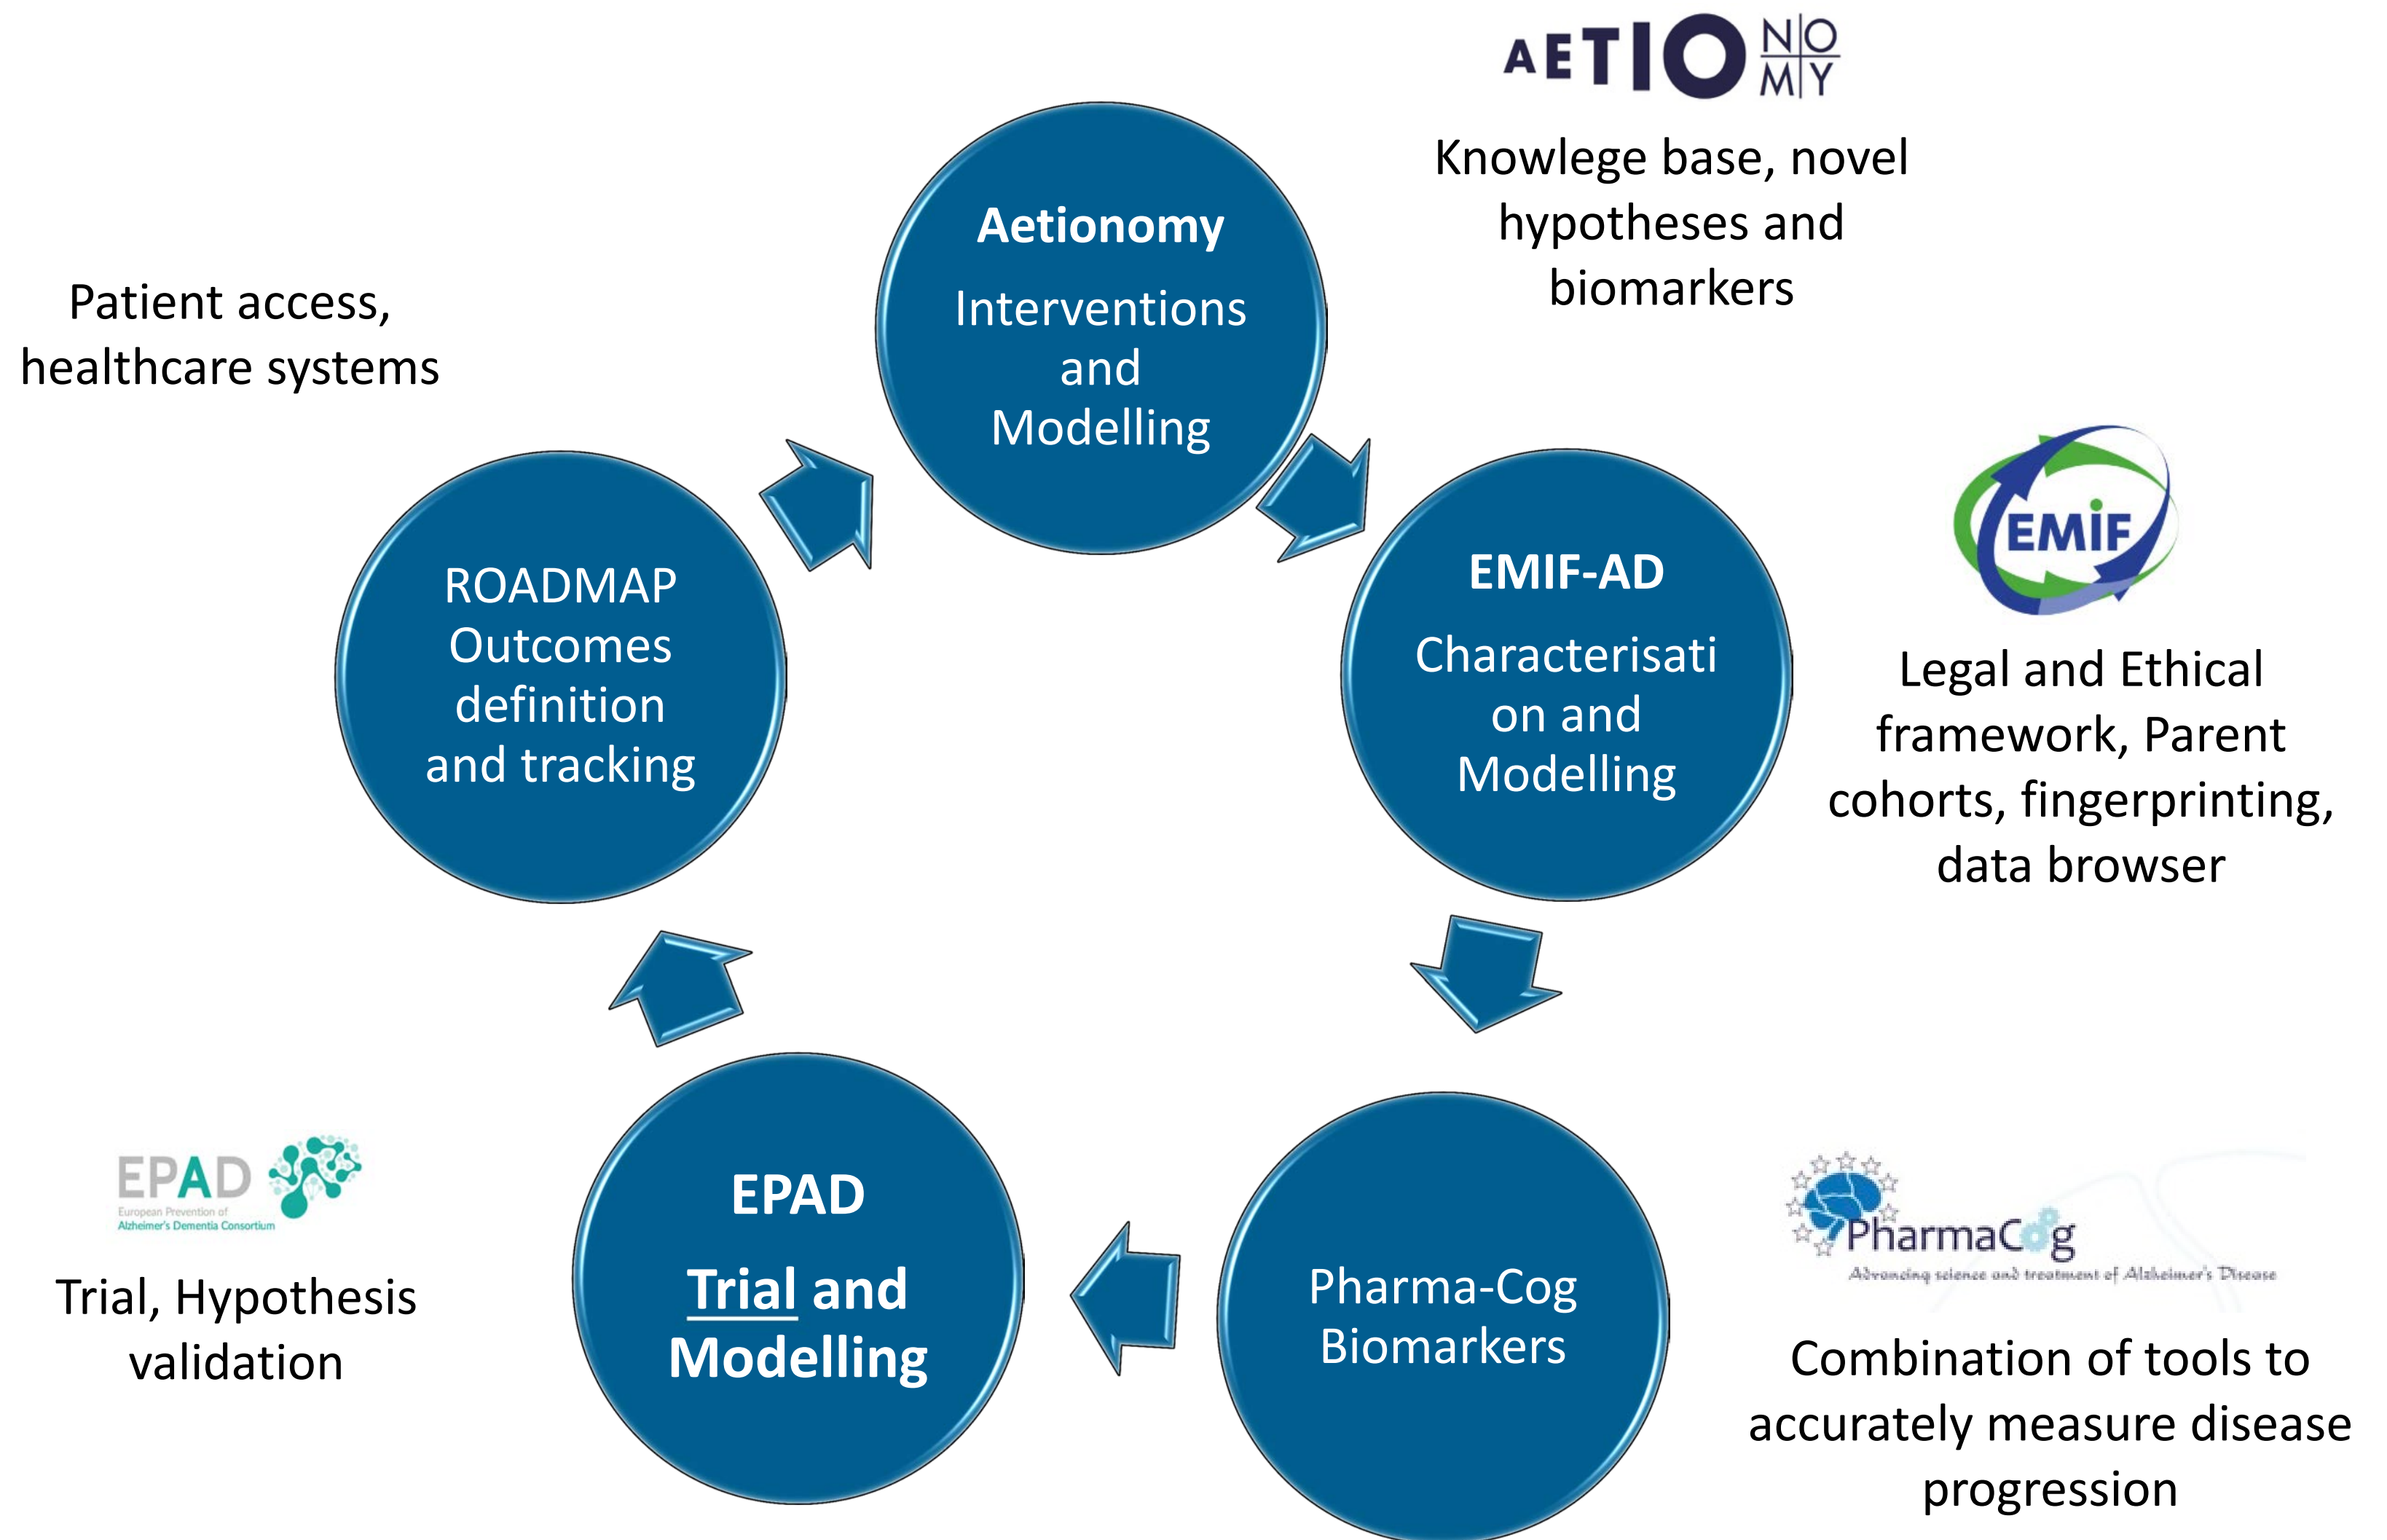 AETIONOMY
Knowlege base, novel
hypotheses and
biomarkers
Aetionomy
Interventions
and
Modelling
Patient access,
healthcare systems
ROADMAP
Outcomes
definition
and tracking
EMIF-AD
Characterisati
on and
Modelling
EMiF
Legal and Ethical
framework, Parent
cohorts, fingerprinting,
data browser
EPAD
European Prevention of
Alzheimer's Dementia Consortium
Trial, Hypothesis
validation
EPAD
Trial and
Modelling
Pharma-Cog
Biomarkers
PharmaCog
Advancing science and treatment of Alzheimer's Disease
Combination of tools to
accurately measure disease
progression